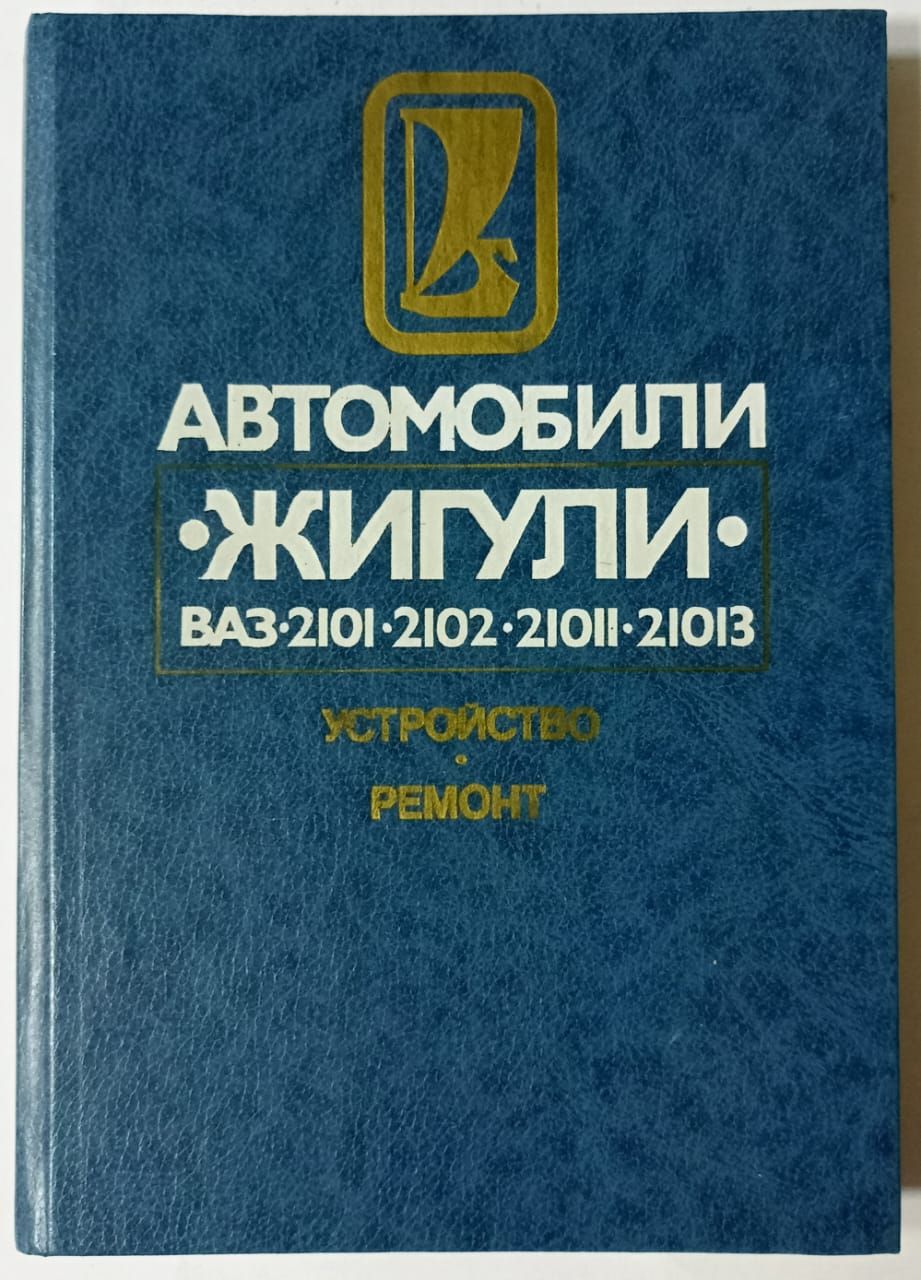 АВТОМОБИЛИ
•ЖИГУЛИ•
ВАЗ•2101•2102•21011•21013
УСТРОЙСТВО
•
РЕМОНТ